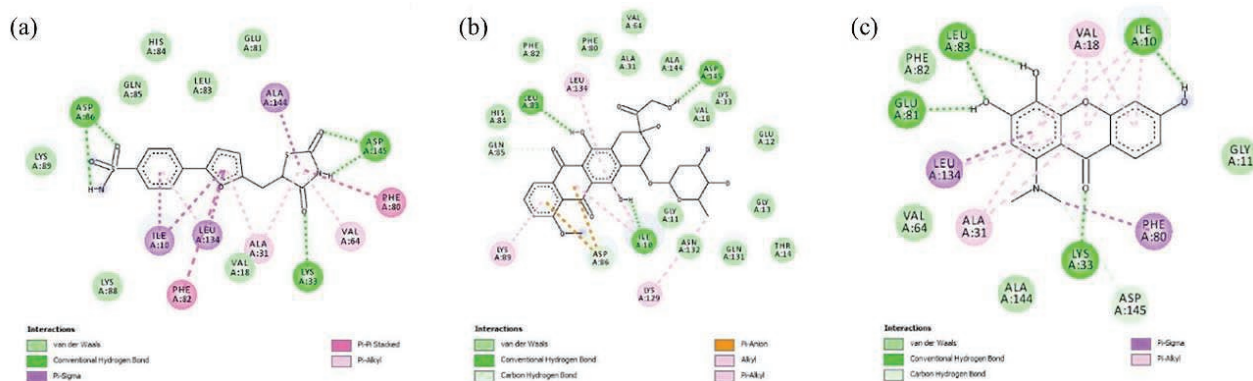 (a)
HIS
A:84
GLU
A:81
GLN
A:85
LEU
A:83
ASP
A:86
ALA
A:144
ASP
A:145
LYS
A:89
PHE
A:80
ILE
A:10
LEU
A:134
VAL
A:64
ALA
A:31
VAL
A:18
LYS
A:88
PHE
A:82
LYS
A:33
Interactions
van der Waals
Conventional Hydrogen Bond
Pi-Sigma
Pi-Pi Stacked
Pi-Alkyl
(b)
VAL
A:64
PHE
A:82
PHE
A:80
ALA
A:31
ALA
A:144
ASP
A:145
LEU
A:134
LYS
A:33
LEU
A:83
VAL
A:18
HIS
A:84
GLN
A:85
GLU
A:12
GLY
A:13
GLY
A:11
LYS
A:89
ASP
A:86
ILE
A:10
ASN
A:132
GLN
A:131
THR
A:14
LYS
A:129
Interactions
van der Waals
Conventional Hydrogen Bond
Carbon Hydrogen Bond
Pi-Anion
Alkyl
Pi-Alkyl
(c)
LEU
A:83
VAL
A:18
ILE
A:10
PHE
A:82
GLU
A:81
GLY
A:11
LEU
A:134
VAL
A:64
ALA
A:31
PHE
A:80
LYS
A:33
ALA
A:144
ASP
A:145
Interactions
van der Waals
Conventional Hydrogen Bond
Carbon Hydrogen Bond
Pi-Sigma
Pi-Alkyl